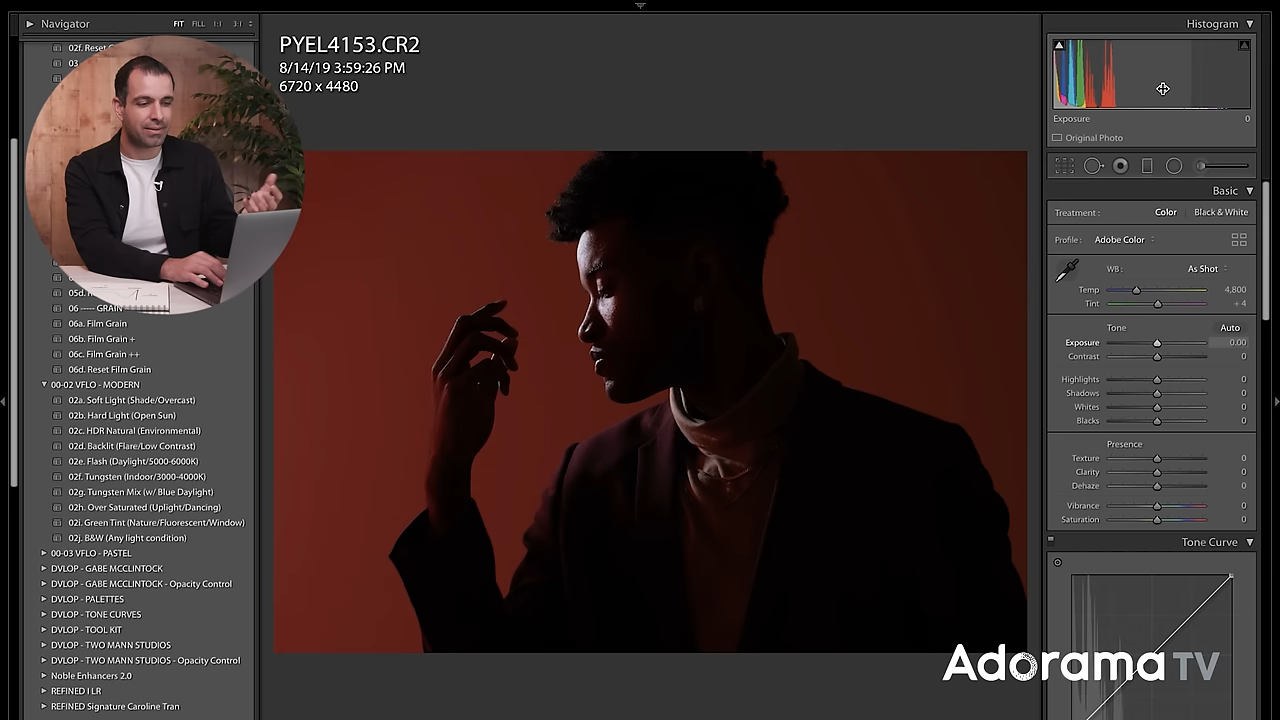 Navigator
FIT FILL 1:1 3:1
02f. Reset
03
05d.
06 ----- GRAIN
06a. Film Grain
06b. Film Grain +
06c. Film Grain ++
06d. Reset Film Grain
00-02 VFLO - MODERN
02a. Soft Light (Shade/Overcast)
02b. Hard Light (Open Sun)
02c. HDR Natural (Environmental)
02d. Backlit (Flare/Low Contrast)
02e. Flash (Daylight/5000-6000K)
02f. Tungsten (Indoor/3000-4000K)
02g. Tungsten Mix (w/ Blue Daylight)
02h. Over Saturated (Uplight/Dancing)
02i. Green Tint (Nature/Fluorescent/Window)
02j. B&W (Any light condition)
00-03 VFLO - PASTEL
DVLOP - GABE MCCLINTOCK
DVLOP - GABE MCCLINTOCK - Opacity Control
DVLOP - PALETTES
DVLOP - TONE CURVES
DVLOP - TOOL KIT
DVLOP - TWO MANN STUDIOS
DVLOP - TWO MANN STUDIOS - Opacity Control
Noble Enhancers 2.0
REFINED I LR
REFINED Signature Caroline Tran
PYEL4153.CR2
8/14/19 3:59:26 PM
6720 x 4480
Histogram
Exposure 0
Original Photo
Basic
Treatment : Color Black & White
Profile : Adobe Color
WB : As Shot
Temp 4,800
Tint + 4
Tone Auto
Exposure 0.00
Contrast 0
Highlights 0
Shadows 0
Whites 0
Blacks 0
Presence
Texture 0
Clarity 0
Dehaze 0
Vibrance 0
Saturation 0
Tone Curve
Adorama TV